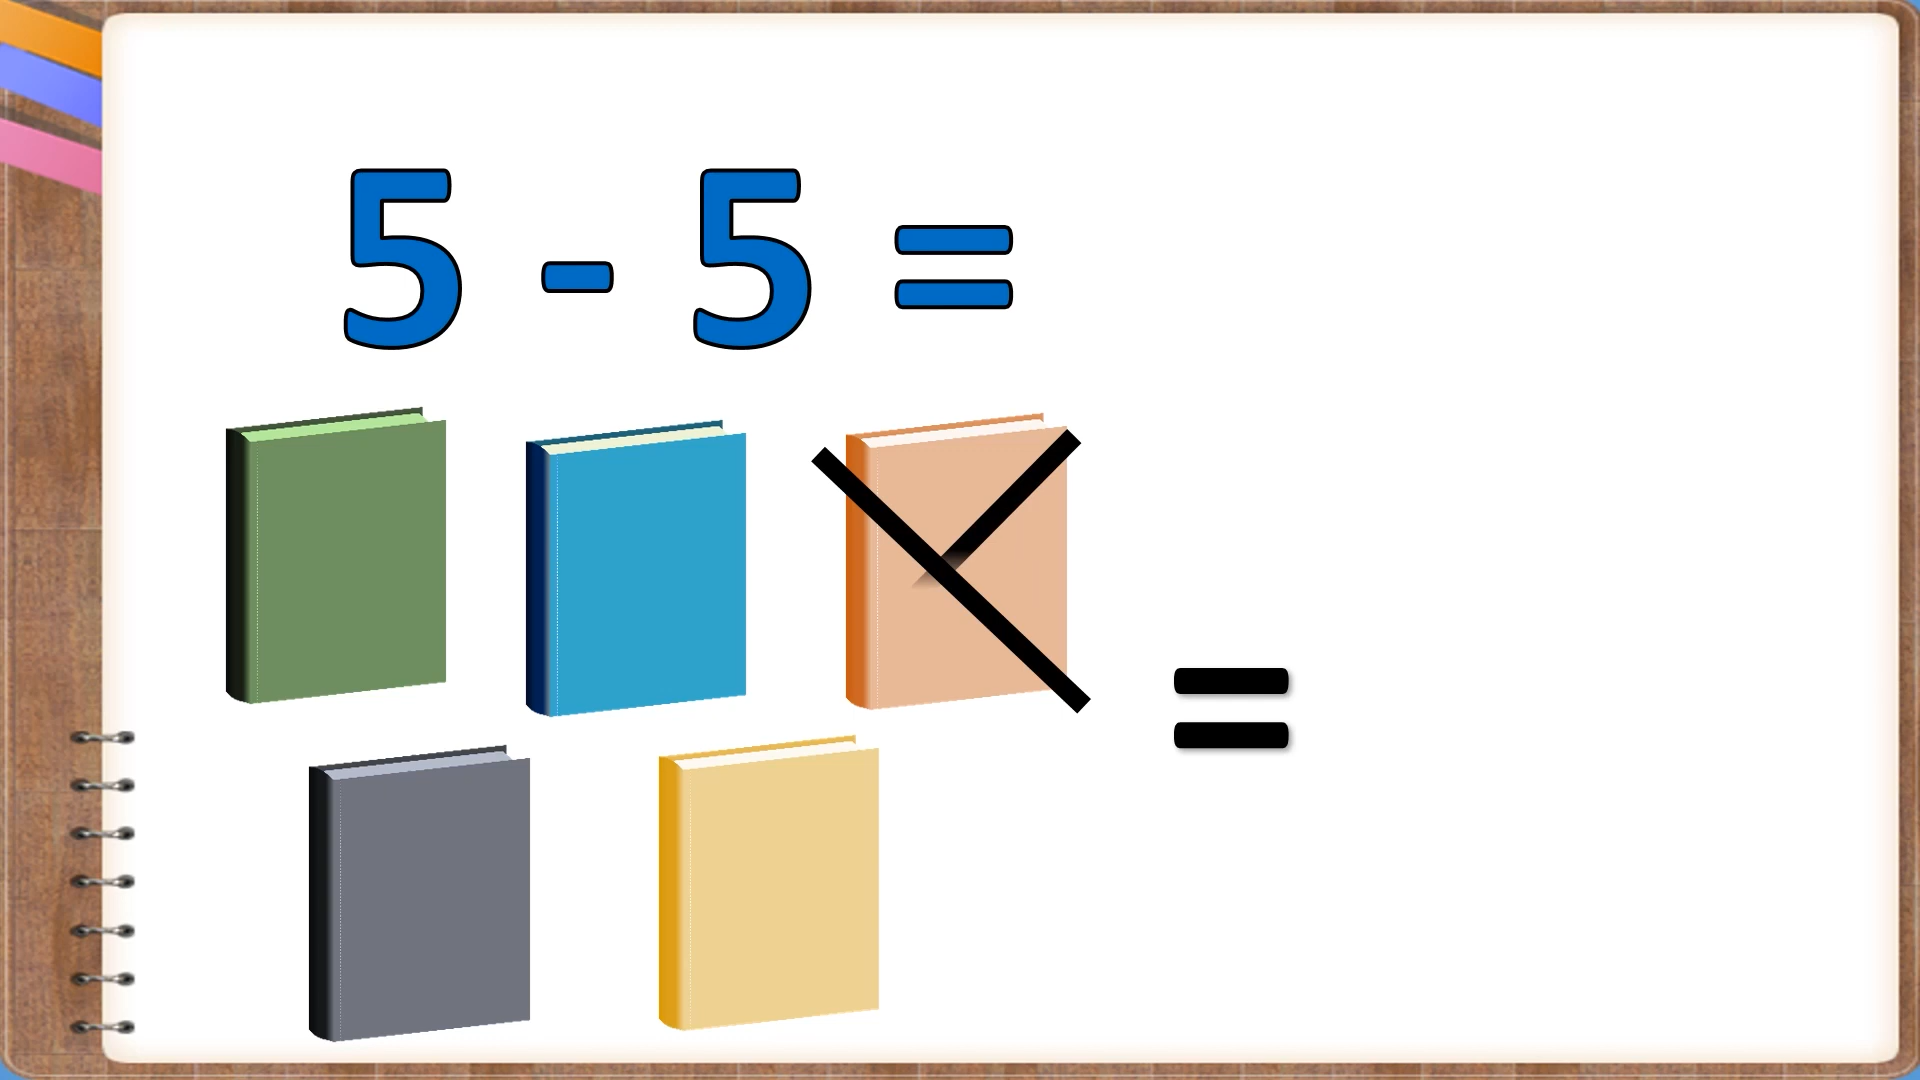 5 - 5 =
=